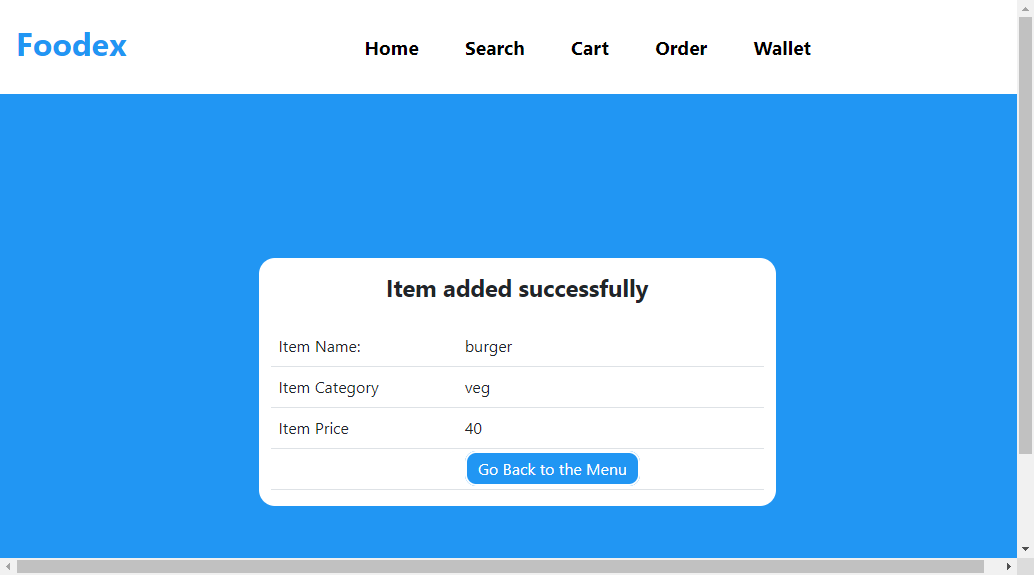 Foodex
Home Search Cart Order Wallet
Item added successfully
Item Name: burger
Item Category veg
Item Price 40
Go Back to the Menu